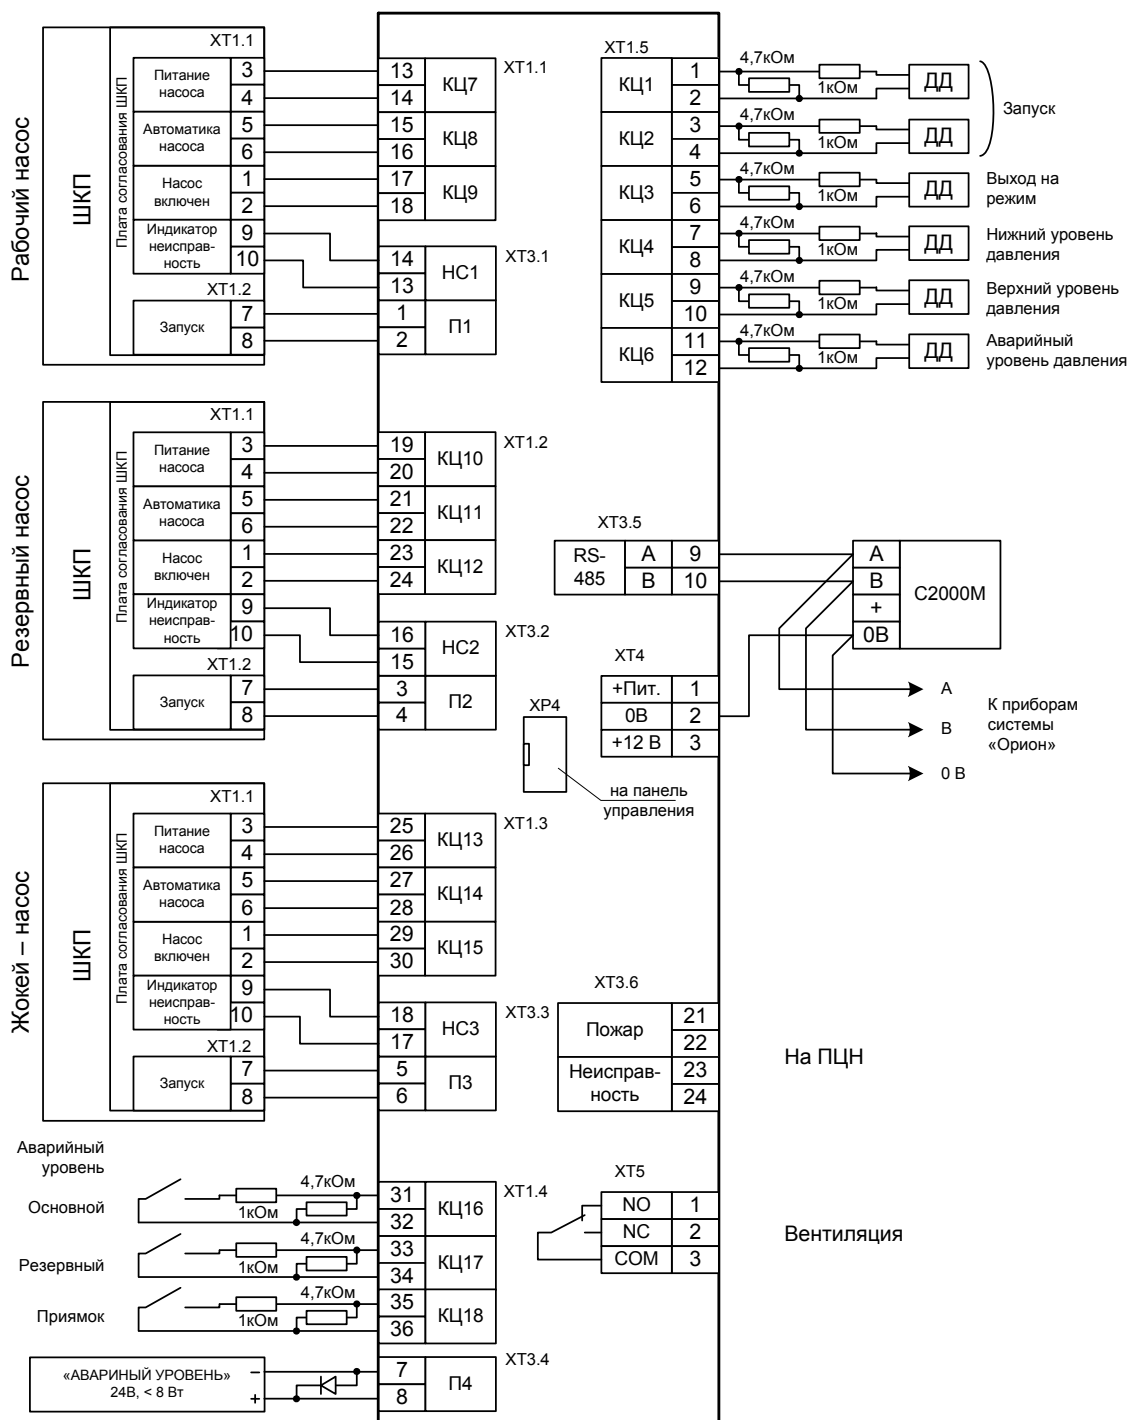 Рабочий насос
ШКП
Плата согласования ШКП
XT1.1
Питание
насоса
3
4
Автоматика
насоса
5
6
Насос
включен
1
2
Индикатор
неисправ-
ность
9
10
XT1.2
Запуск
7
8
13
14
КЦ7
XT1.1
15
16
КЦ8
17
18
КЦ9
14
13
НС1
XT3.1
1
2
П1
XT1.5
КЦ1
1
2
4,7кОм
1кОм
ДД
КЦ2
3
4
4,7кОм
1кОм
ДД
Запуск
КЦ3
5
6
4,7кОм
1кОм
ДД
Выход на
режим
КЦ4
7
8
4,7кОм
1кОм
ДД
Нижний уровень
давления
КЦ5
9
10
4,7кОм
1кОм
ДД
Верхний уровень
давления
КЦ6
11
12
4,7кОм
1кОм
ДД
Аварийный
уровень давления
Резервный насос
ШКП
Плата согласования ШКП
XT1.1
Питание
насоса
3
4
Автоматика
насоса
5
6
Насос
включен
1
2
Индикатор
неисправ-
ность
9
10
XT1.2
Запуск
7
8
19
20
КЦ10
XT1.2
21
22
КЦ11
23
24
КЦ12
16
15
НС2
XT3.2
3
4
П2
XT3.5
RS-
485
A
9
B
10
A
B
+
0В
С2000М
XT4
+Пит.
1
0В
2
+12 В
3
A
B
0 В
К приборам
системы
«Орион»
XP4
на панель
управления
Жокей – насос
ШКП
Плата согласования ШКП
XT1.1
Питание
насоса
3
4
Автоматика
насоса
5
6
Насос
включен
1
2
Индикатор
неисправ-
ность
9
10
XT1.2
Запуск
7
8
25
26
КЦ13
XT1.3
27
28
КЦ14
29
30
КЦ15
18
17
НС3
XT3.3
5
6
П3
XT3.6
Пожар
21
22
Неисправ-
ность
23
24
На ПЦН
Аварийный
уровень
Основной
4,7кОм
1кОм
31
32
КЦ16
XT1.4
Резервный
4,7кОм
1кОм
33
34
КЦ17
Приямок
4,7кОм
1кОм
35
36
КЦ18
XT5
NO
1
NC
2
COM
3
Вентиляция
«АВАРИНЫЙ УРОВЕНЬ»
24В, < 8 Вт
–
+
7
8
П4
XT3.4